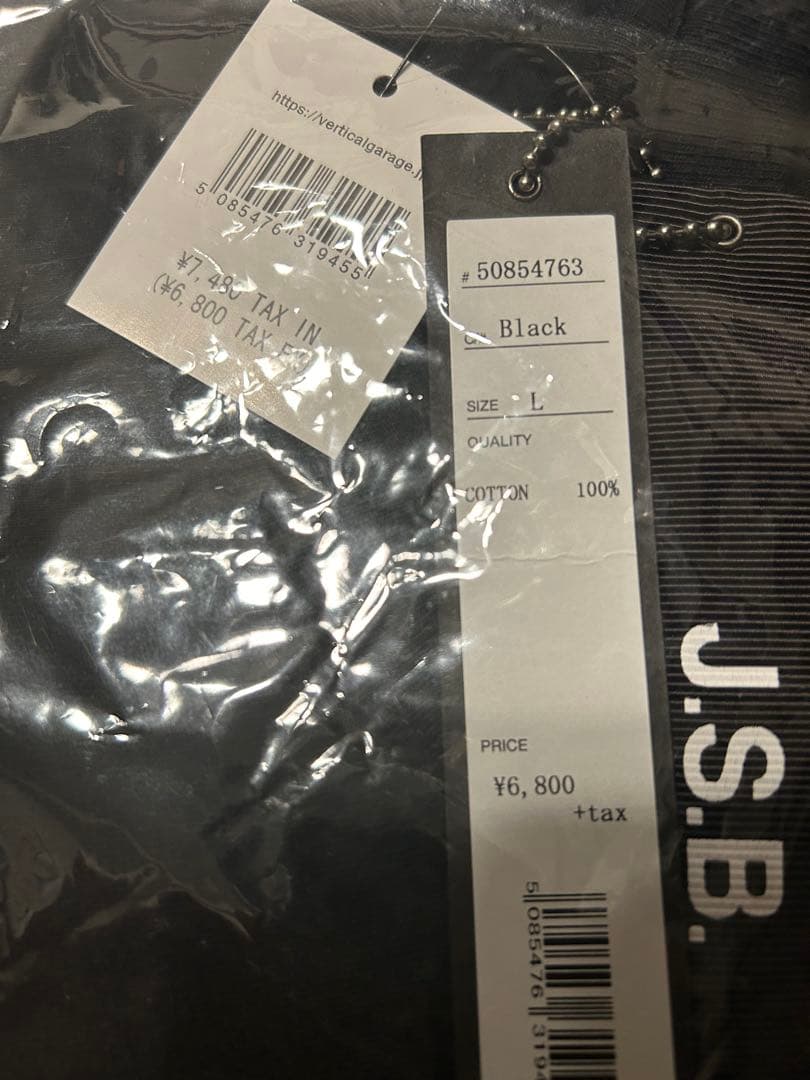 https://verticalgarage.j
5 085476 319455
¥7,480 TAX IN
(¥6,800 TAX
# 50854763
Black
SIZE L
QUALITY
COTTON 100%
PRICE
¥6,800
+tax
5 085476 319
J.S.B.